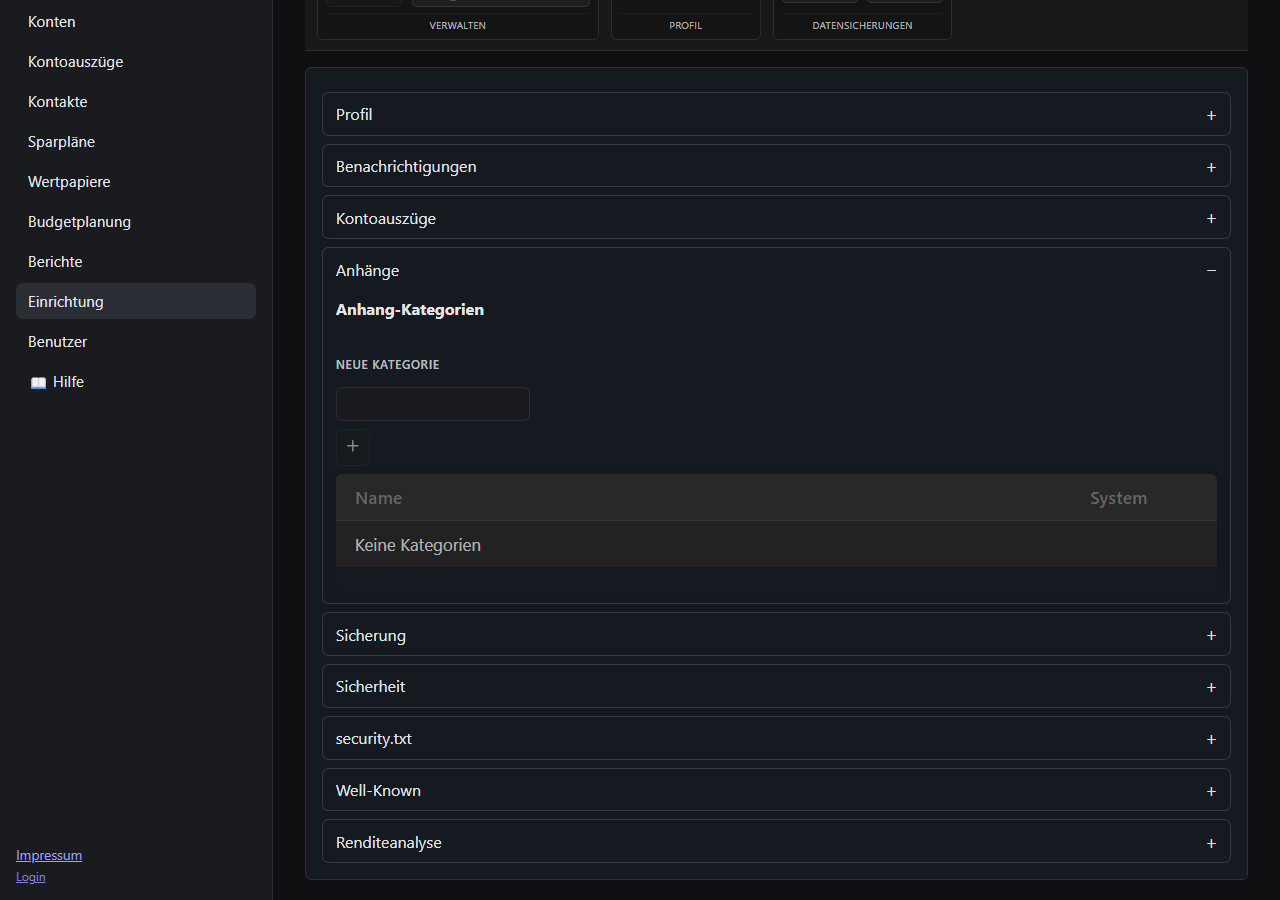 Konten
Kontoauszüge
Kontakte
Sparpläne
Wertpapiere
Budgetplanung
Berichte
Einrichtung
Benutzer
Hilfe
Impressum
Login
VERWALTEN
PROFIL
DATENSICHERUNGEN
Profil +
Benachrichtigungen +
Kontoauszüge +
Anhänge −
Anhang-Kategorien
NEUE KATEGORIE
+
Name System
Keine Kategorien
Sicherung +
Sicherheit +
security.txt +
Well-Known +
Renditeanalyse +